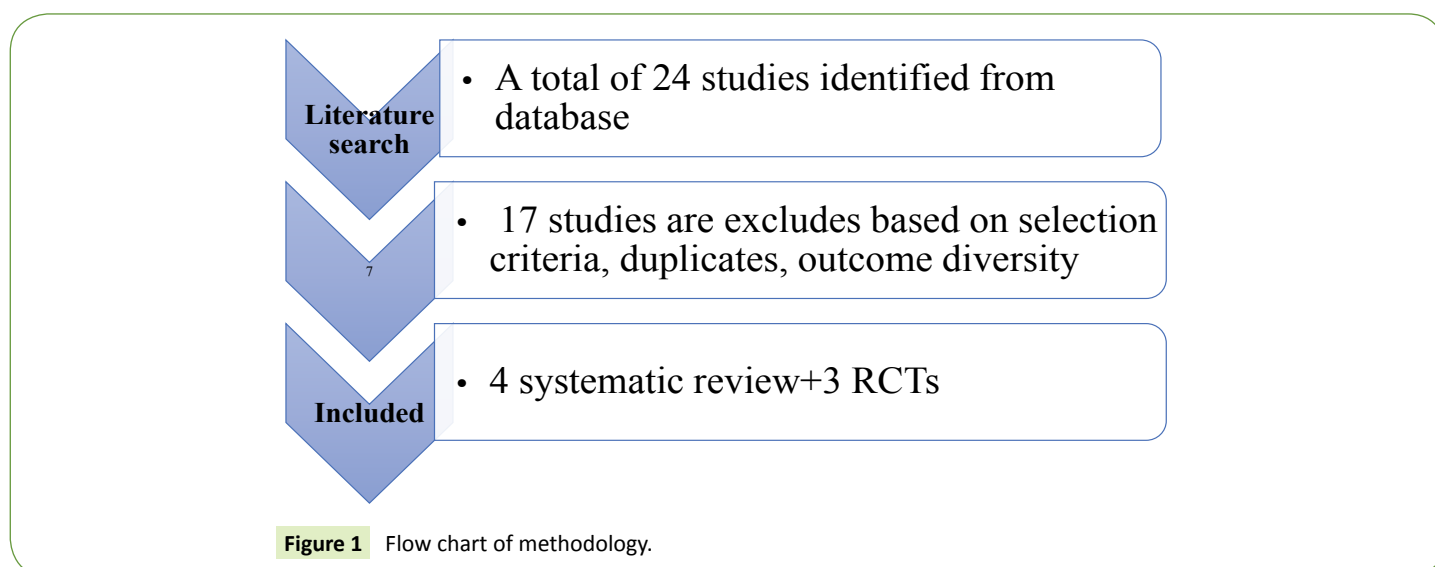 Literature
search
• A total of 24 studies identified from
database
7
• 17 studies are excludes based on selection
criteria, duplicates, outcome diversity
Included
• 4 systematic review+3 RCTs
Figure 1 Flow chart of methodology.